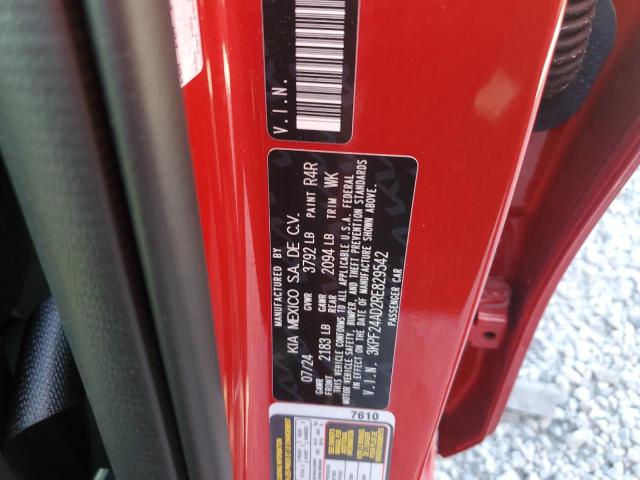 V.I.N.
MANUFACTURED BY
KIA MEXICO S.A. DE C.V.
07/24 GVWR 3792 LB PAINT R4R
GAWR FRONT 2183 LB GAWR REAR 2094 LB TRIM WK
THIS VEHICLE CONFORMS TO ALL APPLICABLE U.S.A. FEDERAL
MOTOR VEHICLE SAFETY, BUMPER, AND THEFT PREVENTION STANDARDS
IN EFFECT ON THE DATE OF MANUFACTURE SHOWN ABOVE.
V.I.N. 3KPF24AD2RE829542
PASSENGER CAR
7610